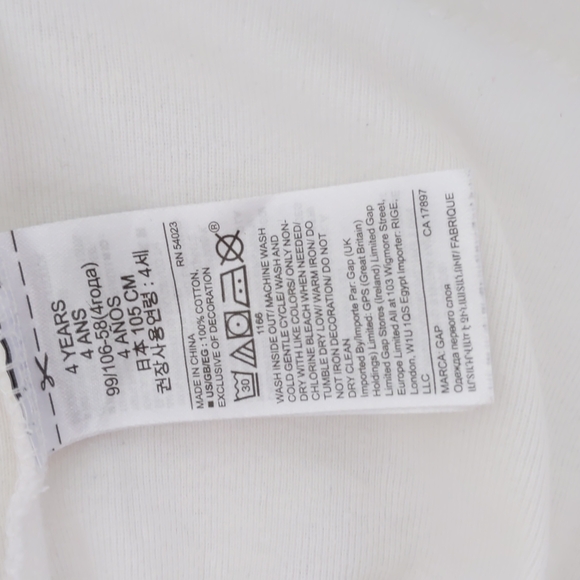 4 YEARS
4 ANS
99/106-58(4года)
4 AÑOS
日本 105 CM
권장사용연령: 4세
RN 54023
MADE IN CHINA
■ US/GB/EG : 100% COTTON,
EXCLUSIVE OF DECORATION
30
®
1166
WASH INSIDE OUT/ MACHINE WASH
COLD GENTLE CYCLE/ WASH AND
DRY WITH LIKE COLORS/ ONLY NON-
CHLORINE BLEACH WHEN NEEDED/
TUMBLE DRY LOW/ WARM IRON/ DO
NOT IRON DECORATION/ DO NOT
DRY CLEAN
Imported By/Importe Par: Gap (UK
Holdings) Limited: GPS (Great Britain)
Limited Gap Stores (Ireland) Limited Gap
Europe Limited All at 103 Wigmore Street,
London, W1U 1QS Egypt Importer: RIGE,
LLC
CA 17897
MARCA: GAP
Одежда первого слоя
FABRIQUE